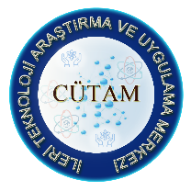 İLERİ TEKNOLOJİ ARAŞTIRMA VE UYGULAMA MERKEZİ
CÜTAM